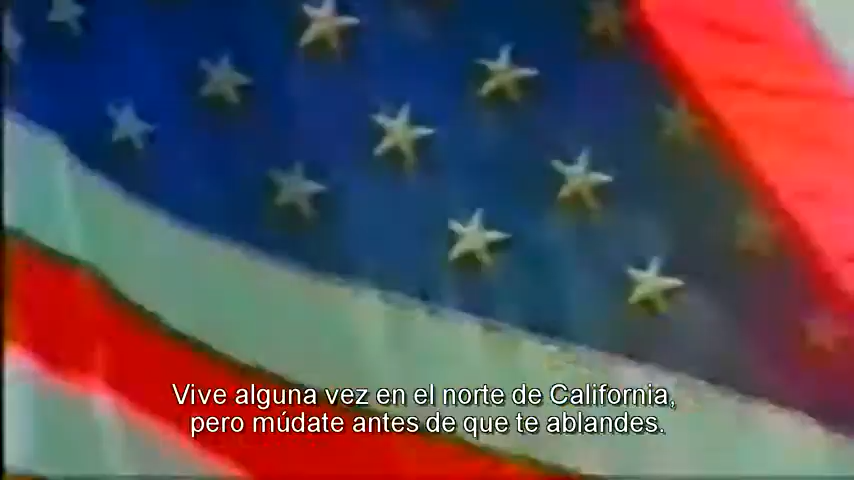 Vive alguna vez en el norte de California,
pero múdate antes de que te ablandes.